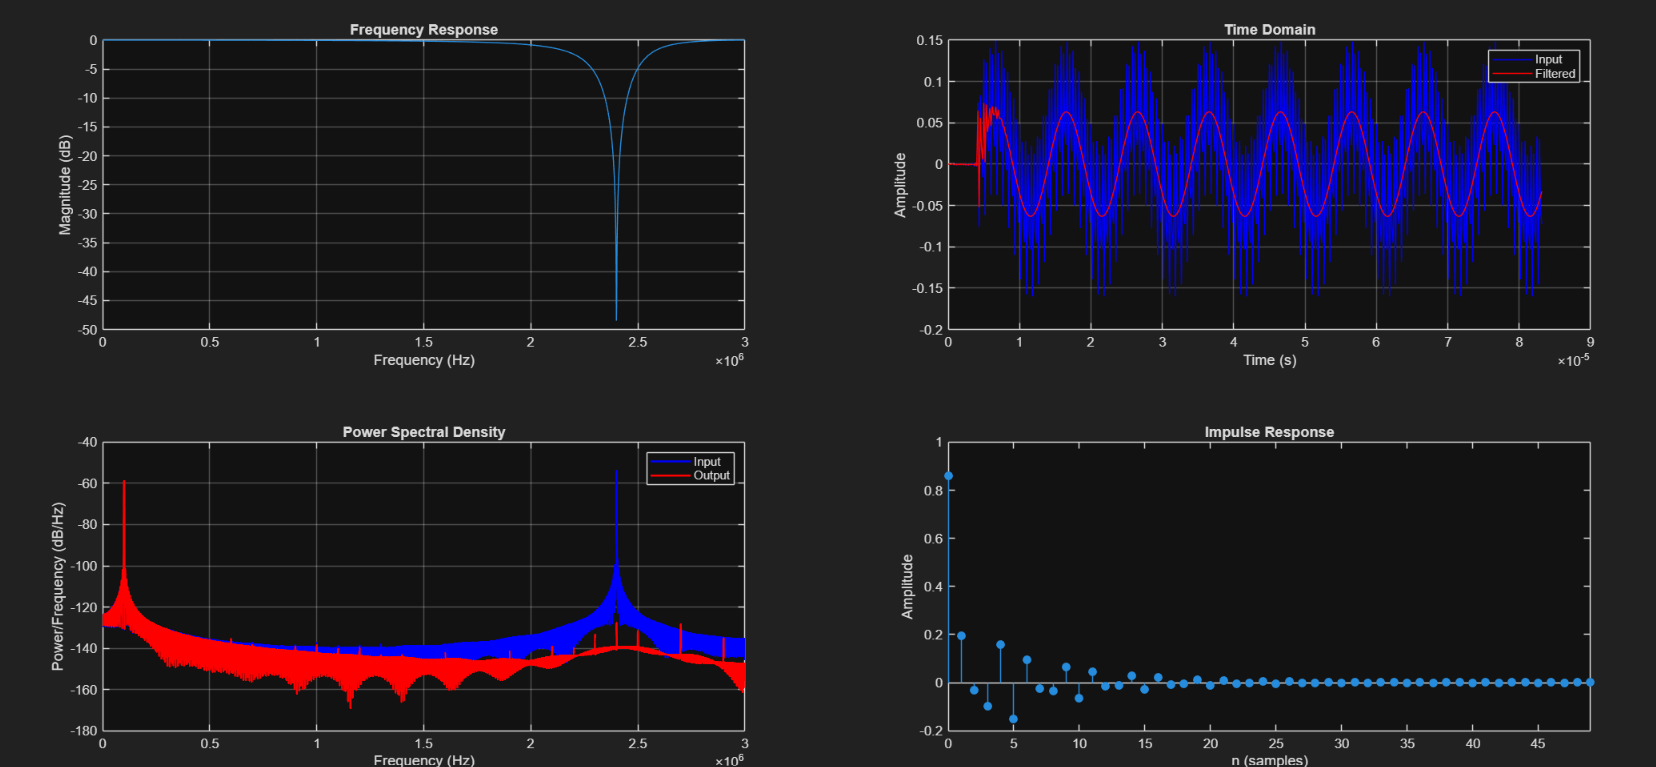 Frequency Response
0
-5
-10
-15
-20
-25
-30
-35
-40
-45
-50
Magnitude (dB)
0 0.5 1 1.5 2 2.5 3
Frequency (Hz)
×10⁶
Time Domain
0.15
0.1
0.05
0
-0.05
-0.1
-0.15
-0.2
Amplitude
Input
Filtered
0 1 2 3 4 5 6 7 8 9
Time (s)
×10⁻⁵
Power Spectral Density
-40
-60
-80
-100
-120
-140
-160
-180
Power/Frequency (dB/Hz)
Input
Output
0 0.5 1 1.5 2 2.5 3
Frequency (Hz)
×10⁶
Impulse Response
1
0.8
0.6
0.4
0.2
0
-0.2
Amplitude
0 5 10 15 20 25 30 35 40 45
n (samples)